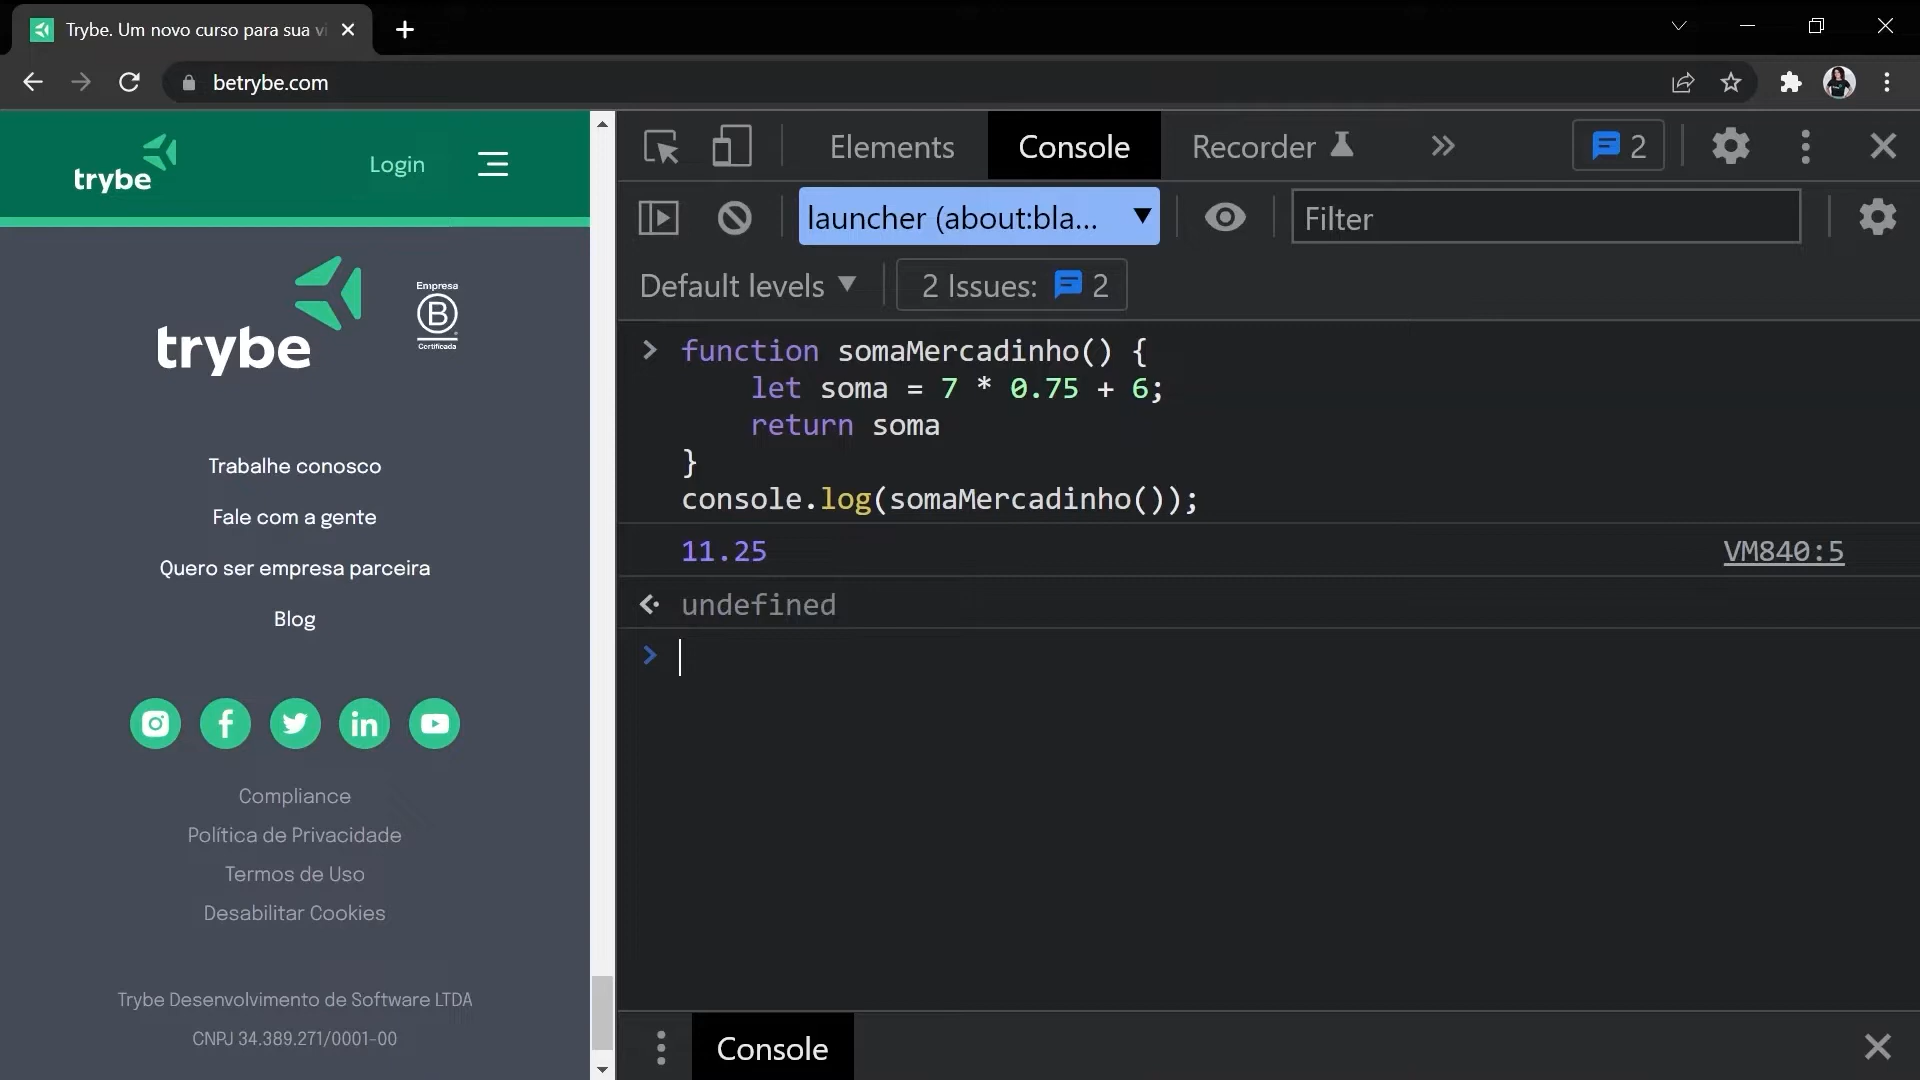 Trybe. Um novo curso para sua vi
betrybe.com
trybe
Login
trybe
Empresa
B
Certificada
Trabalhe conosco
Fale com a gente
Quero ser empresa parceira
Blog
Compliance
Política de Privacidade
Termos de Uso
Desabilitar Cookies
Trybe Desenvolvimento de Software LTDA
CNPJ 34.389.271/0001-00
Elements
Console
Recorder
2
launcher (about:bla...
Filter
Default levels
2 Issues: 2
function somaMercadinho() {
    let soma = 7 * 0.75 + 6;
    return soma
}
console.log(somaMercadinho());
11.25
VM840:5
undefined
Console